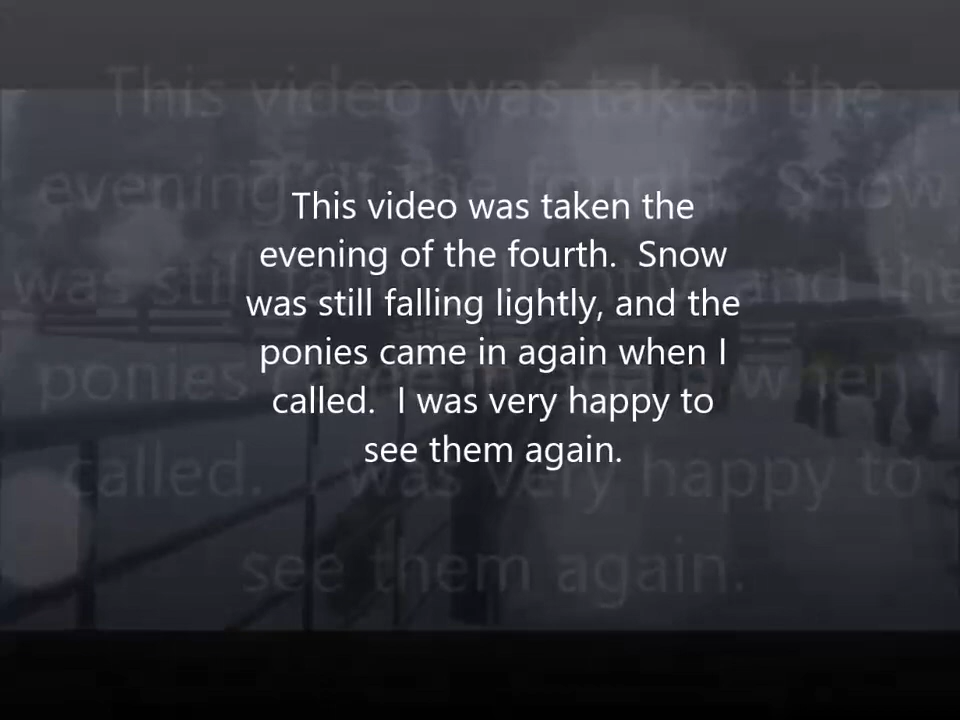 This video was taken the
evening of the fourth.  Snow
was still falling lightly, and the
ponies came in again when I
called.  I was very happy to
see them again.